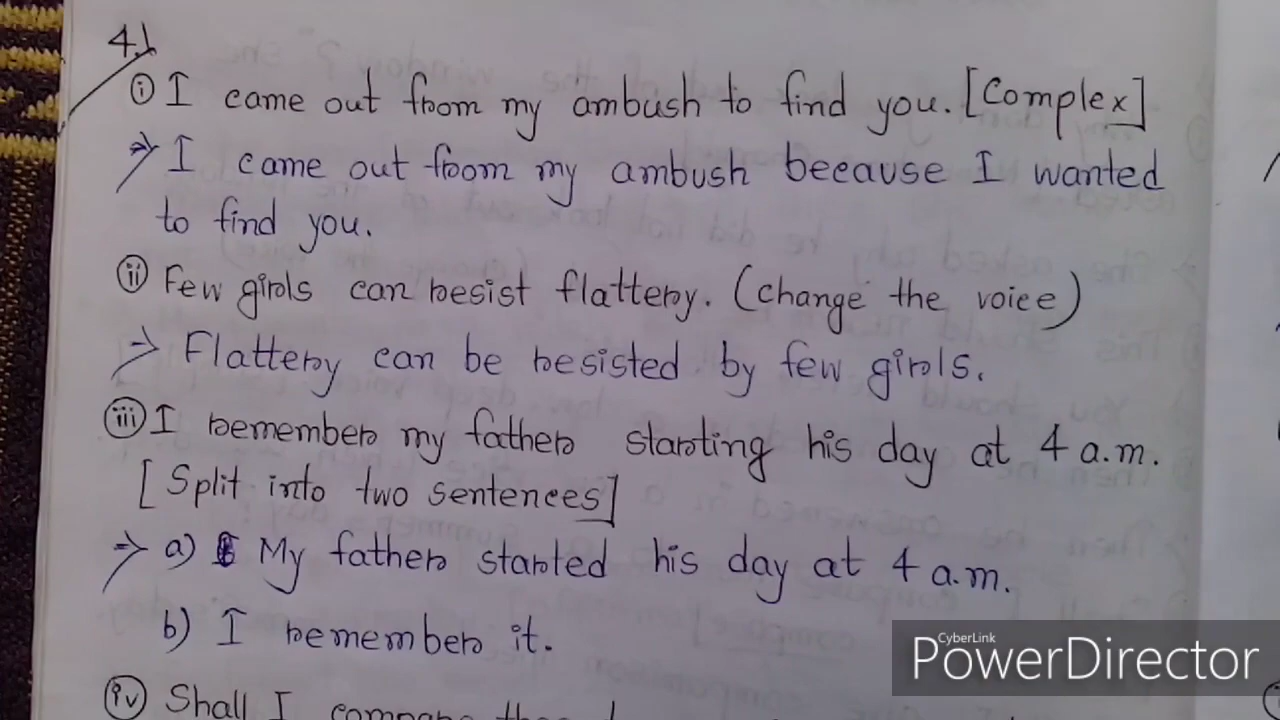 4.)
(i) I came out from my ambush to find you. [Complex]
⇒ I came out from my ambush because I wanted
to find you.
(ii) Few girls can resist flattery. (change the voice)
⇒ Flattery can be resisted by few girls.
(iii) I remember my father starting his day at 4 a.m.
[Split into two sentences]
⇒ a) My father started his day at 4 a.m.
b) I remember it.
(iv) Shall I compare thee
CyberLink
PowerDirector